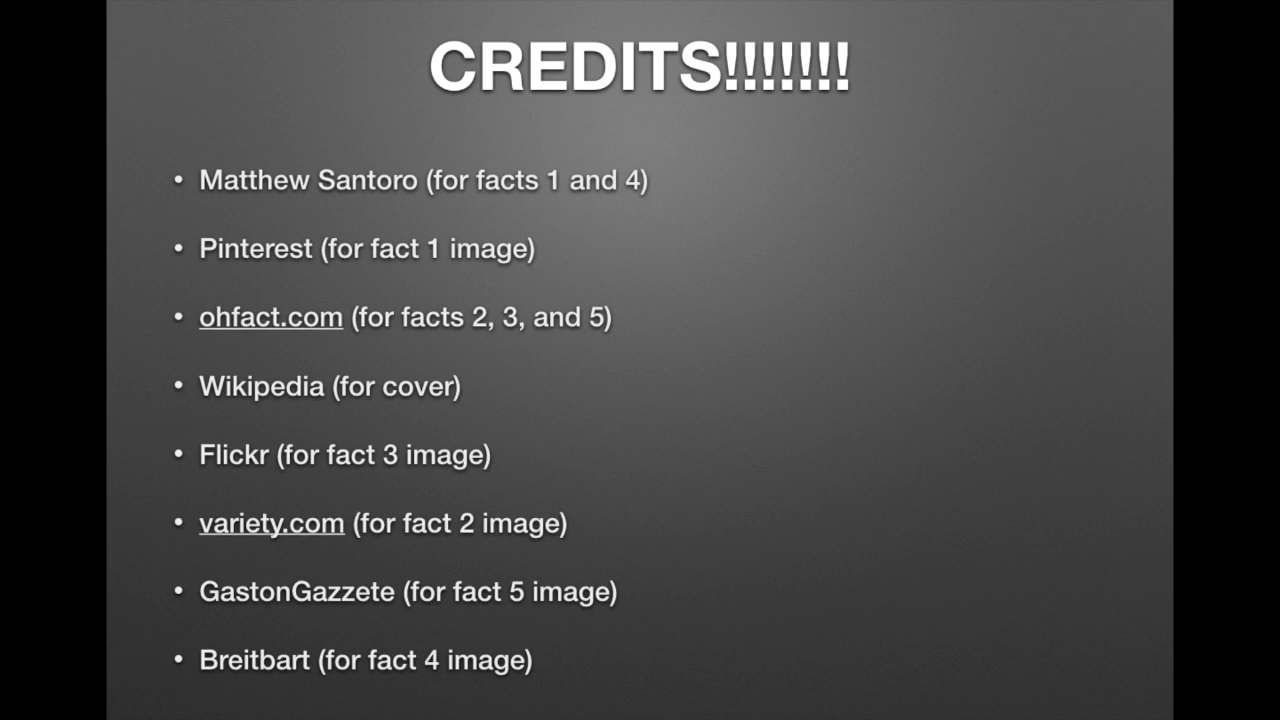 CREDITS!!!!!!!
• Matthew Santoro (for facts 1 and 4)
• Pinterest (for fact 1 image)
• ohfact.com (for facts 2, 3, and 5)
• Wikipedia (for cover)
• Flickr (for fact 3 image)
• variety.com (for fact 2 image)
• GastonGazzete (for fact 5 image)
• Breitbart (for fact 4 image)